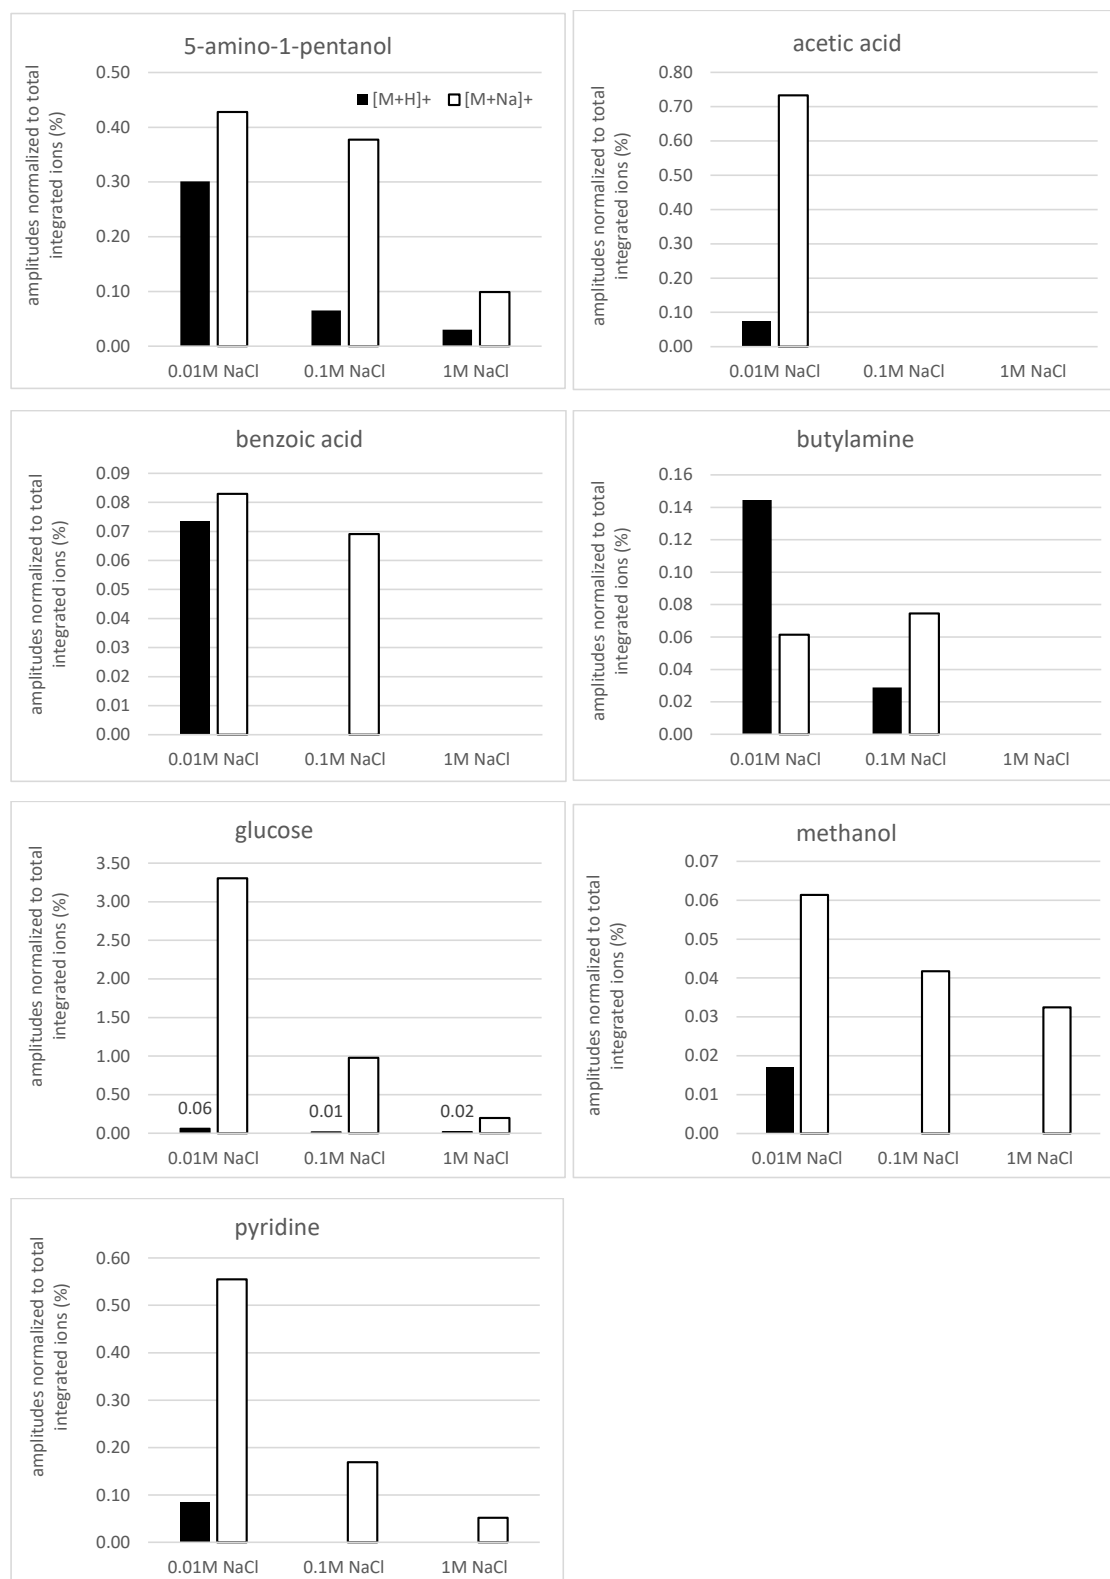 5-amino-1-pentanol
amplitudes normalized to total
integrated ions (%)
0.50
0.40
0.30
0.20
0.10
0.00
[M+H]+ [M+Na]+
0.01M NaCl 0.1M NaCl 1M NaCl
acetic acid
amplitudes normalized to total
integrated ions (%)
0.80
0.70
0.60
0.50
0.40
0.30
0.20
0.10
0.00
0.01M NaCl 0.1M NaCl 1M NaCl
benzoic acid
amplitudes normalized to total
integrated ions (%)
0.09
0.08
0.07
0.06
0.05
0.04
0.03
0.02
0.01
0.00
0.01M NaCl 0.1M NaCl 1M NaCl
butylamine
amplitudes normalized to total
integrated ions (%)
0.16
0.14
0.12
0.10
0.08
0.06
0.04
0.02
0.00
0.01M NaCl 0.1M NaCl 1M NaCl
glucose
amplitudes normalized to total
integrated ions (%)
3.50
3.00
2.50
2.00
1.50
1.00
0.50
0.00
0.06 0.01 0.02
0.01M NaCl 0.1M NaCl 1M NaCl
methanol
amplitudes normalized to total
integrated ions (%)
0.07
0.06
0.05
0.04
0.03
0.02
0.01
0.00
0.01M NaCl 0.1M NaCl 1M NaCl
pyridine
amplitudes normalized to total
integrated ions (%)
0.60
0.50
0.40
0.30
0.20
0.10
0.00
0.01M NaCl 0.1M NaCl 1M NaCl